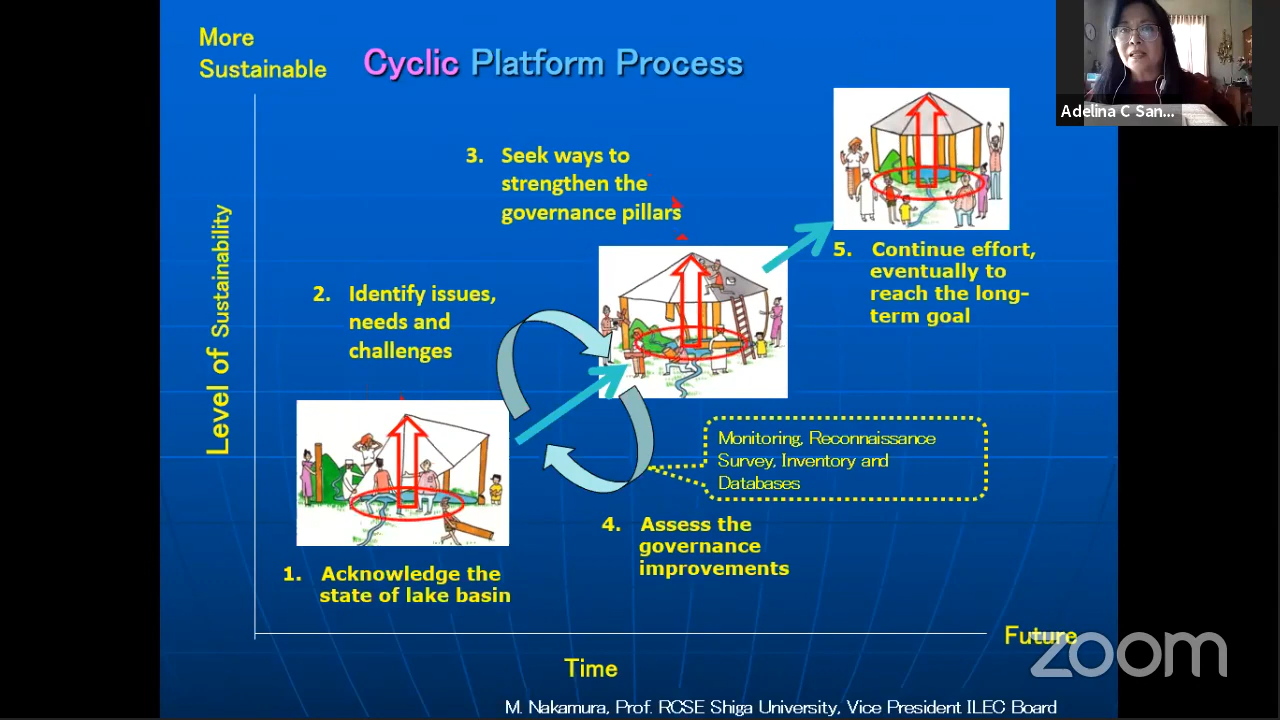 More
Sustainable
Cyclic Platform Process
Adelina C San...
3. Seek ways to
strengthen the
governance pillars
Level of Sustainability
2. Identify issues,
needs and
challenges
5. Continue effort,
eventually to
reach the long-
term goal
Monitoring, Reconnaissance
Survey, Inventory and
Databases
4. Assess the
governance
improvements
1. Acknowledge the
state of lake basin
Future
zoom
Time
M. Nakamura, Prof. RCSE Shiga University, Vice President ILEC Board